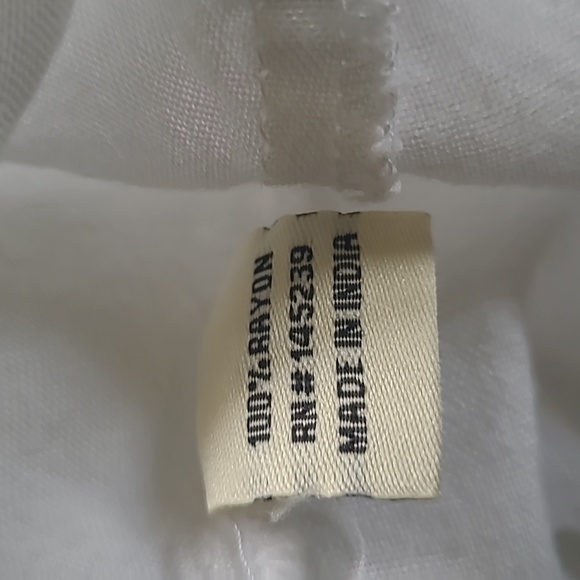 100% RAYON
RN# 145239
MADE IN INDIA